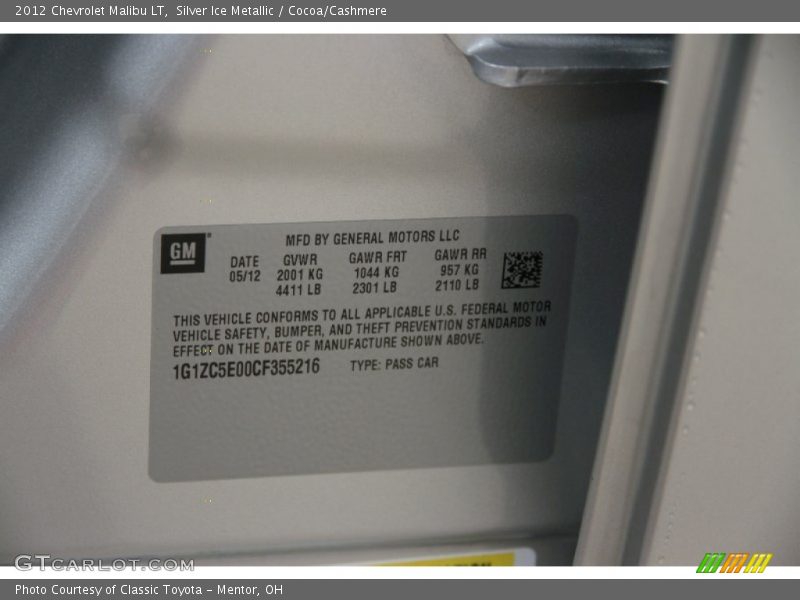 2012 Chevrolet Malibu LT,  Silver Ice Metallic / Cocoa/Cashmere
GM
MFD BY GENERAL MOTORS LLC
DATE GVWR GAWR FRT GAWR RR
05/12 2001 KG 1044 KG 957 KG
4411 LB 2301 LB 2110 LB
THIS VEHICLE CONFORMS TO ALL APPLICABLE U.S. FEDERAL MOTOR
VEHICLE SAFETY, BUMPER, AND THEFT PREVENTION STANDARDS IN
EFFECT ON THE DATE OF MANUFACTURE SHOWN ABOVE.
1G1ZC5E00CF355216 TYPE: PASS CAR
GTCARLOT.COM
Photo Courtesy of Classic Toyota - Mentor, OH